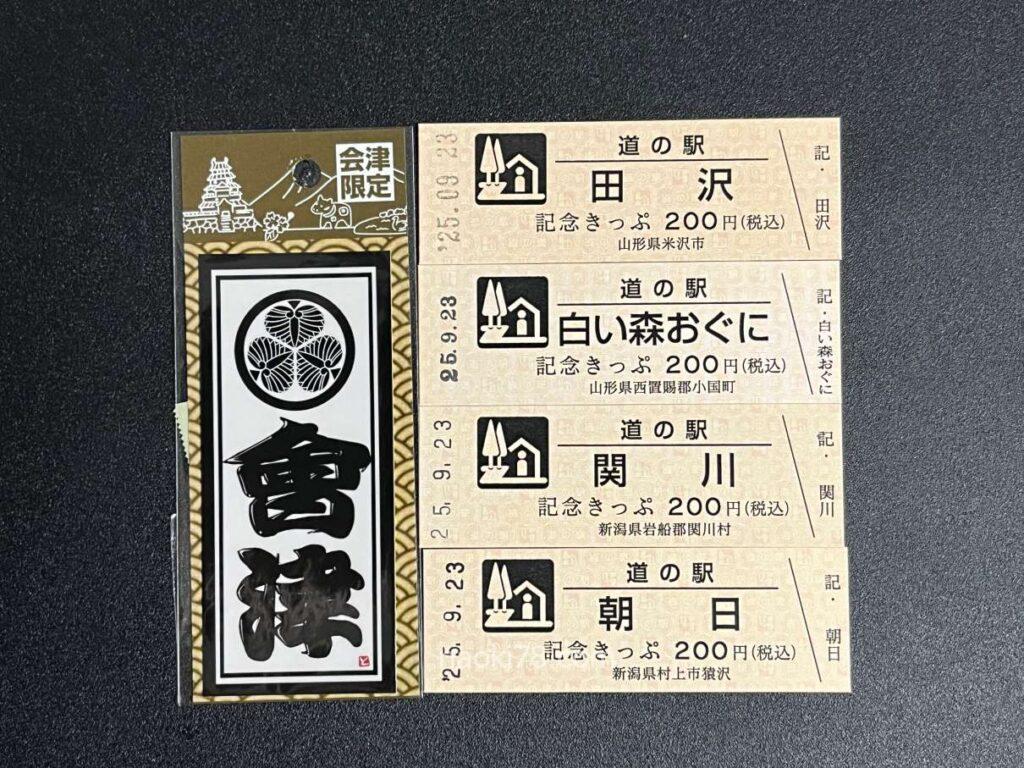 会津
限定
會津
と
'25.09 23
道の駅
田沢
記念きっぷ 200円(税込)
山形県米沢市
記・田沢
25.9.23
道の駅
白い森おぐに
記念きっぷ 200円(税込)
山形県西置賜郡小国町
記・白い森おぐに
25. 9. 23
道の駅
関川
記念きっぷ 200円(税込)
新潟県岩船郡関川村
記・関川
'25. 9. 23
道の駅
朝日
記念きっぷ 200円(税込)
新潟県村上市猿沢
記・朝日